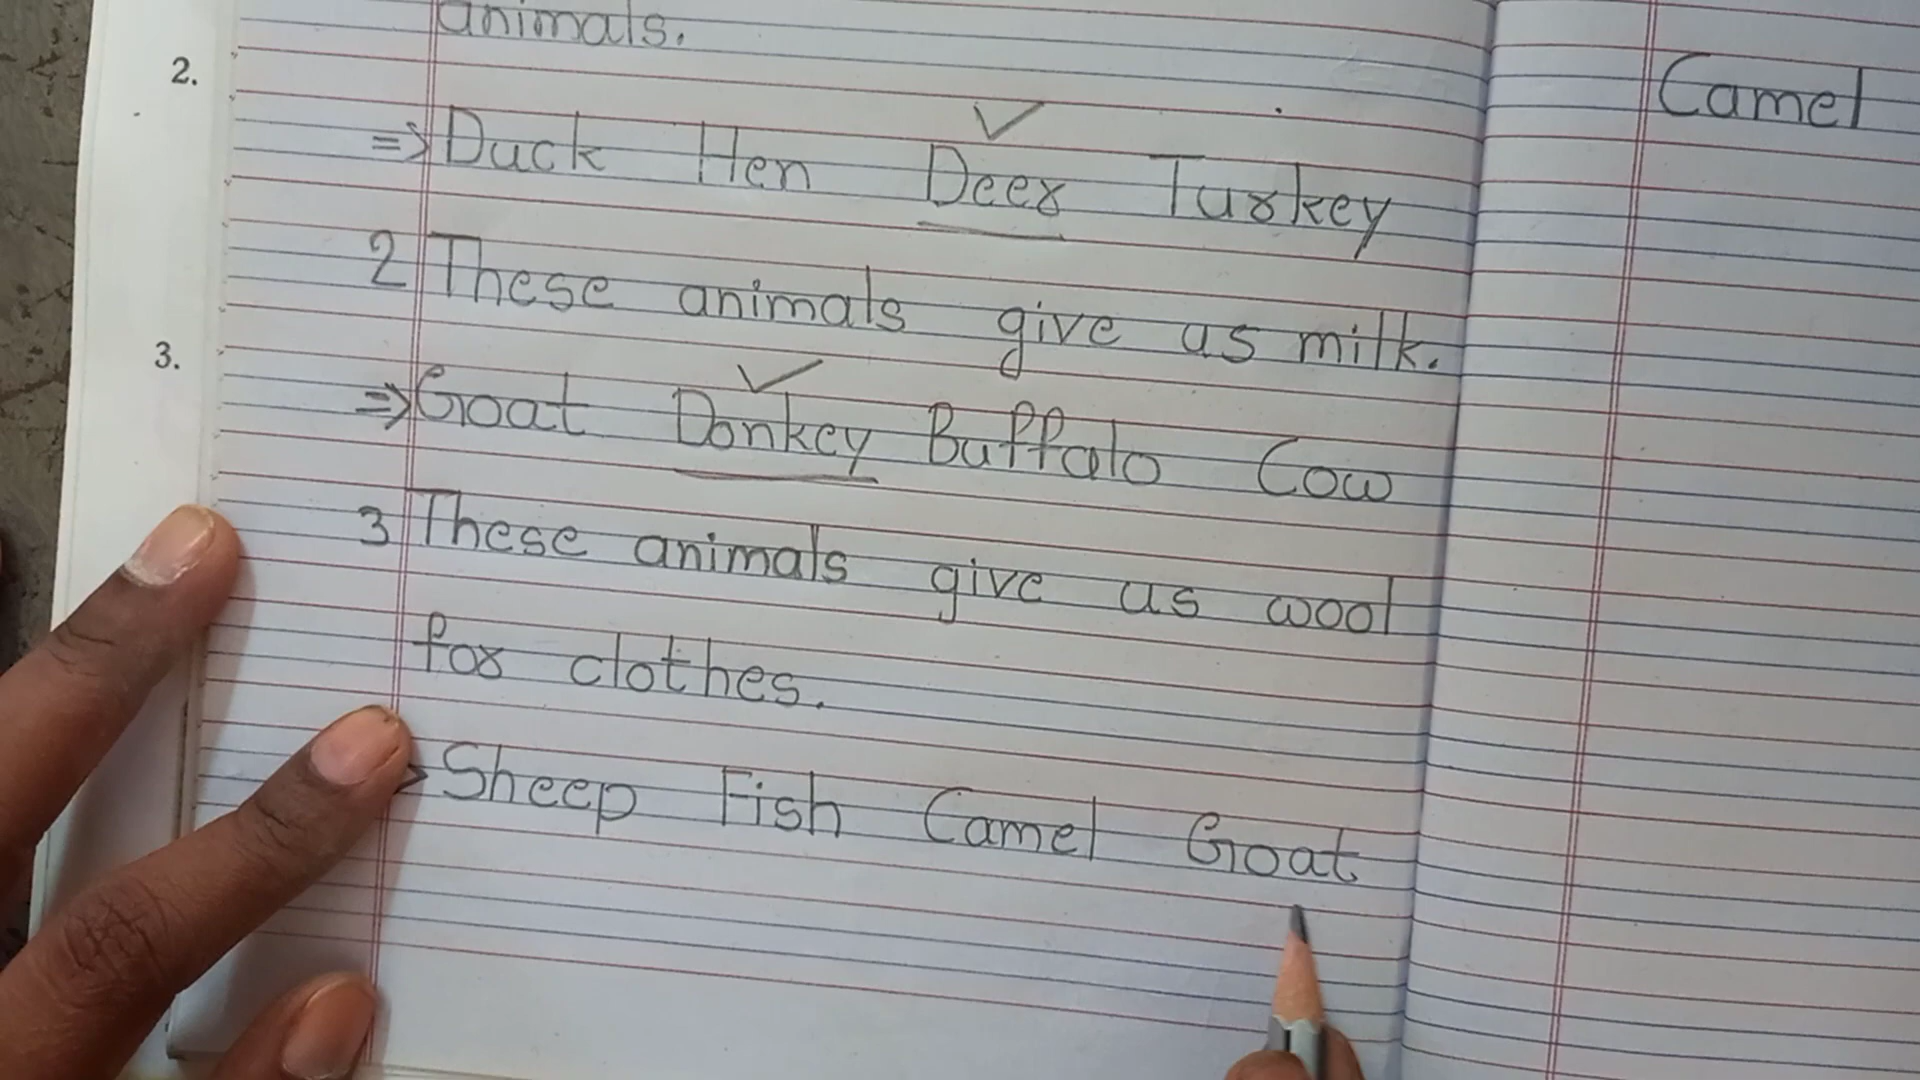 animals.
2.
=> Duck Hen Deer Turkey
2 These animals give us milk.
3.
=> Goat Donkey Buffalo Cow
3 These animals give us wool
for clothes.
> Sheep Fish Camel Goat
Camel